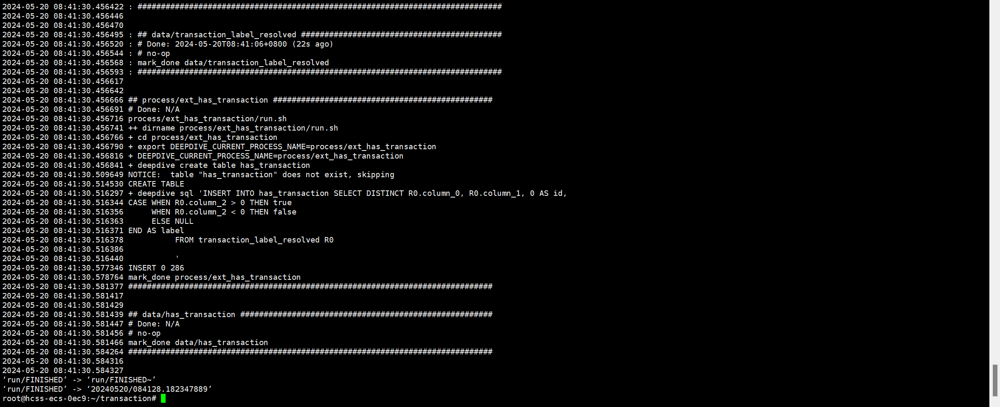 2024-05-20 08:41:30.456422 : ##############################################################################
2024-05-20 08:41:30.456446
2024-05-20 08:41:30.456470
2024-05-20 08:41:30.456495 : ## data/transaction_label_resolved ###########################################
2024-05-20 08:41:30.456520 : # Done: 2024-05-20T08:41:06+0800 (22s ago)
2024-05-20 08:41:30.456544 : # no-op
2024-05-20 08:41:30.456568 : mark_done data/transaction_label_resolved
2024-05-20 08:41:30.456593 : ##############################################################################
2024-05-20 08:41:30.456617
2024-05-20 08:41:30.456642
2024-05-20 08:41:30.456666 ## process/ext_has_transaction ###############################################
2024-05-20 08:41:30.456691 # Done: N/A
2024-05-20 08:41:30.456716 process/ext_has_transaction/run.sh
2024-05-20 08:41:30.456741 ++ dirname process/ext_has_transaction/run.sh
2024-05-20 08:41:30.456766 + cd process/ext_has_transaction
2024-05-20 08:41:30.456790 + export DEEPDIVE_CURRENT_PROCESS_NAME=process/ext_has_transaction
2024-05-20 08:41:30.456816 + DEEPDIVE_CURRENT_PROCESS_NAME=process/ext_has_transaction
2024-05-20 08:41:30.456841 + deepdive create table has_transaction
2024-05-20 08:41:30.509649 NOTICE:  table "has_transaction" does not exist, skipping
2024-05-20 08:41:30.514530 CREATE TABLE
2024-05-20 08:41:30.516297 + deepdive sql 'INSERT INTO has_transaction SELECT DISTINCT R0.column_0, R0.column_1, 0 AS id,
2024-05-20 08:41:30.516344 CASE WHEN R0.column_2 > 0 THEN true
2024-05-20 08:41:30.516356      WHEN R0.column_2 < 0 THEN false
2024-05-20 08:41:30.516363      ELSE NULL
2024-05-20 08:41:30.516371 END AS label
2024-05-20 08:41:30.516378           FROM transaction_label_resolved R0
2024-05-20 08:41:30.516386
2024-05-20 08:41:30.516440           '
2024-05-20 08:41:30.577346 INSERT 0 286
2024-05-20 08:41:30.578764 mark_done process/ext_has_transaction
2024-05-20 08:41:30.581377 ##############################################################################
2024-05-20 08:41:30.581417
2024-05-20 08:41:30.581429
2024-05-20 08:41:30.581439 ## data/has_transaction ######################################################
2024-05-20 08:41:30.581447 # Done: N/A
2024-05-20 08:41:30.581456 # no-op
2024-05-20 08:41:30.581466 mark_done data/has_transaction
2024-05-20 08:41:30.584264 ##############################################################################
2024-05-20 08:41:30.584316
2024-05-20 08:41:30.584327
‘run/FINISHED’ -> ‘run/FINISHED~’
‘run/FINISHED’ -> ‘20240520/084128.182347889’
root@hcss-ecs-0ec9:~/transaction#